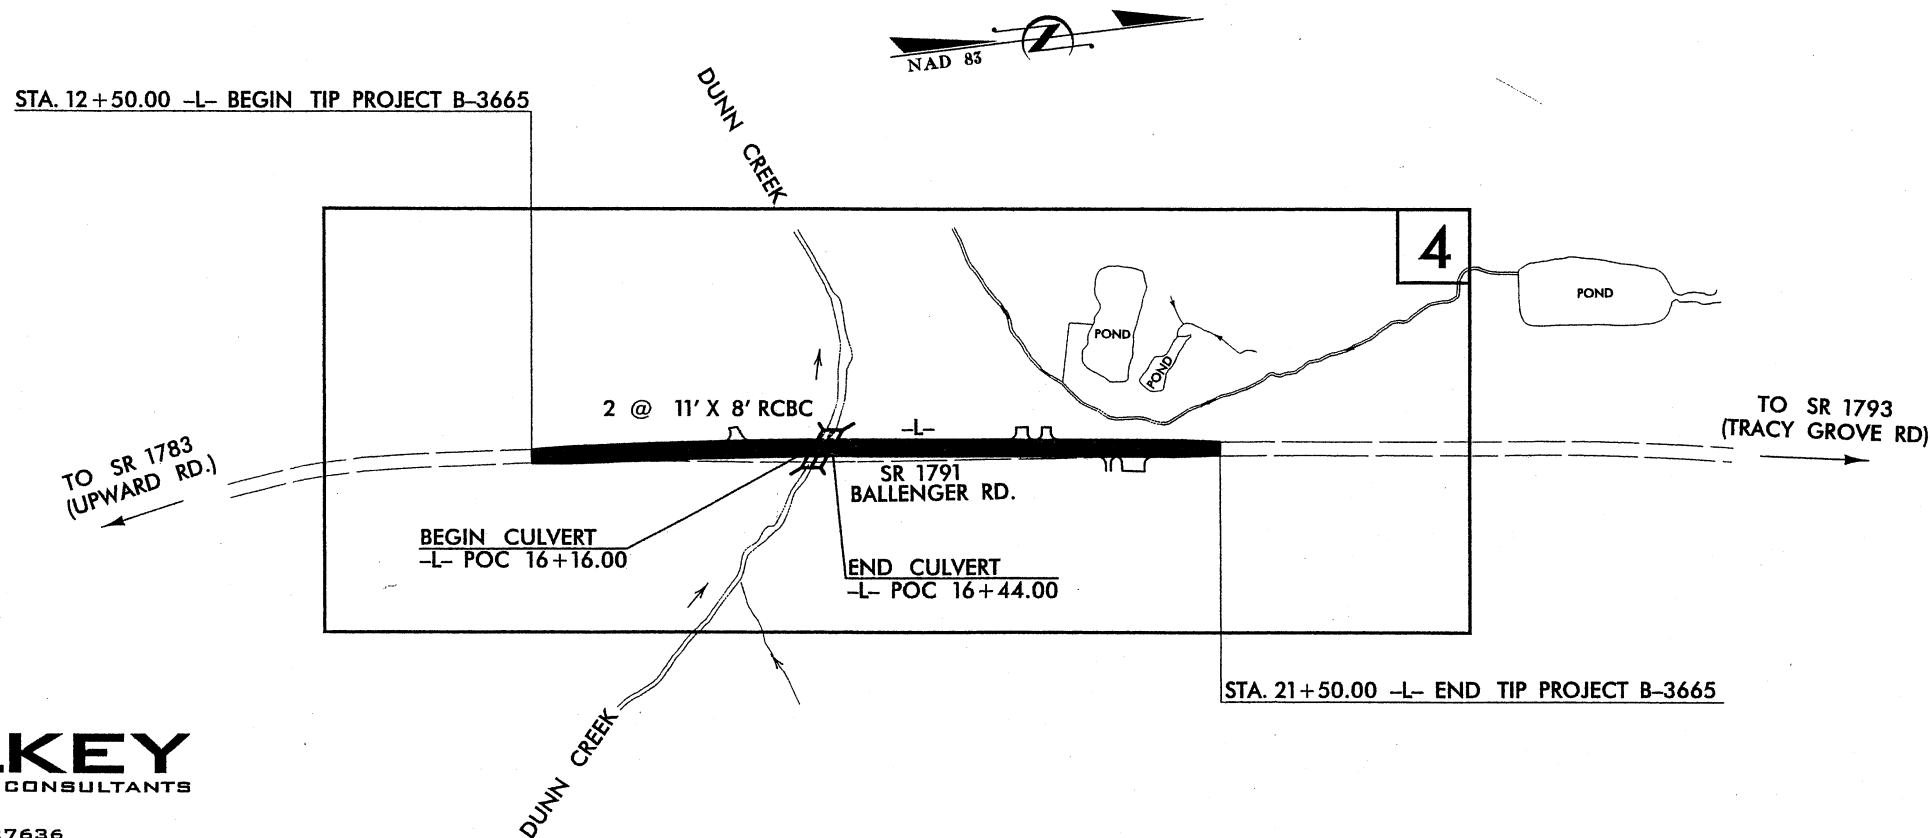 NAD 83
STA. 12+50.00 -L- BEGIN TIP PROJECT B-3665
DUNN CREEK
4
POND
POND
POND
2 @ 11' X 8' RCBC
-L-
TO SR 1793
(TRACY GROVE RD)
TO SR 1783
(UPWARD RD.)
SR 1791
BALLENGER RD.
BEGIN CULVERT
-L- POC 16+16.00
END CULVERT
-L- POC 16+44.00
STA. 21+50.00 -L- END TIP PROJECT B-3665
DUNN CREEK
KEY
CONSULTANTS
7636